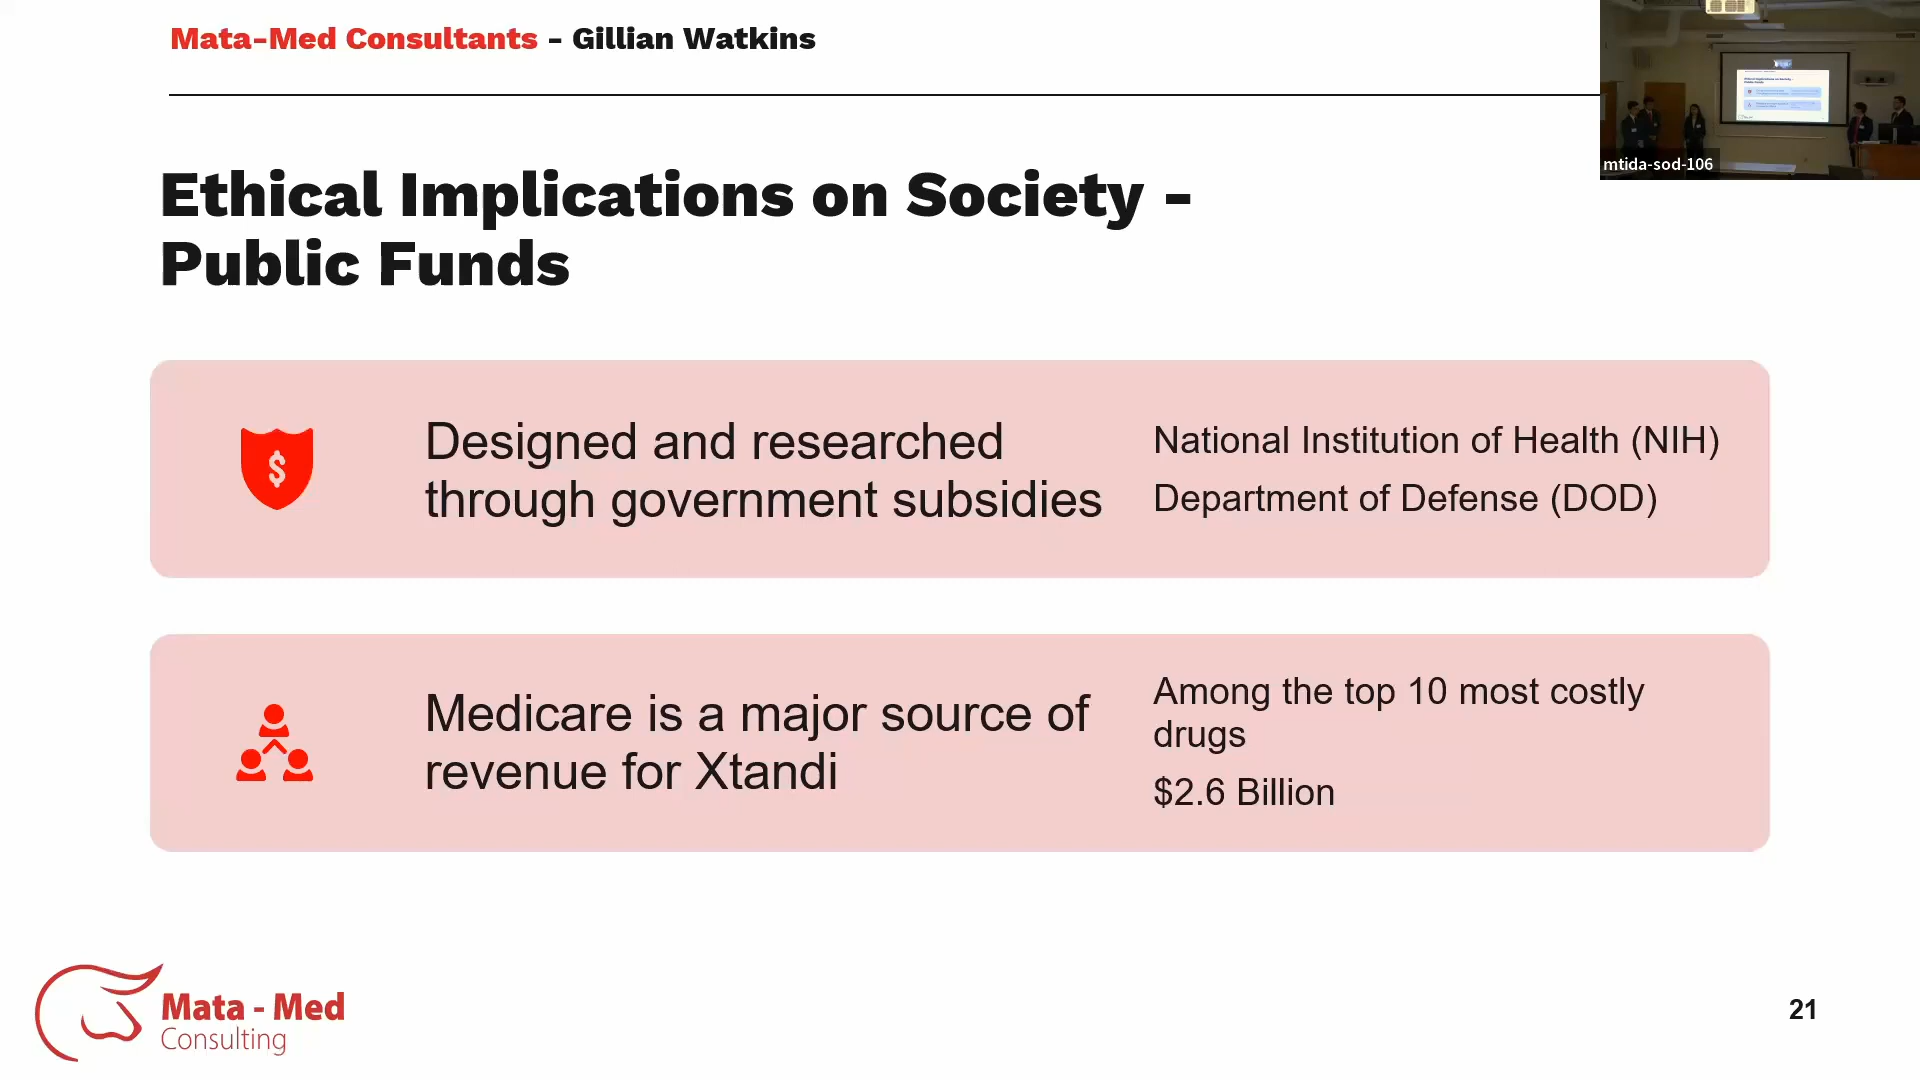 Mata-Med Consultants - Gillian Watkins
mtida-sod-106
Ethical Implications on Society -
Public Funds
$
Designed and researched
through government subsidies
National Institution of Health (NIH)
Department of Defense (DOD)
Medicare is a major source of
revenue for Xtandi
Among the top 10 most costly
drugs
$2.6 Billion
Mata - Med
Consulting
21